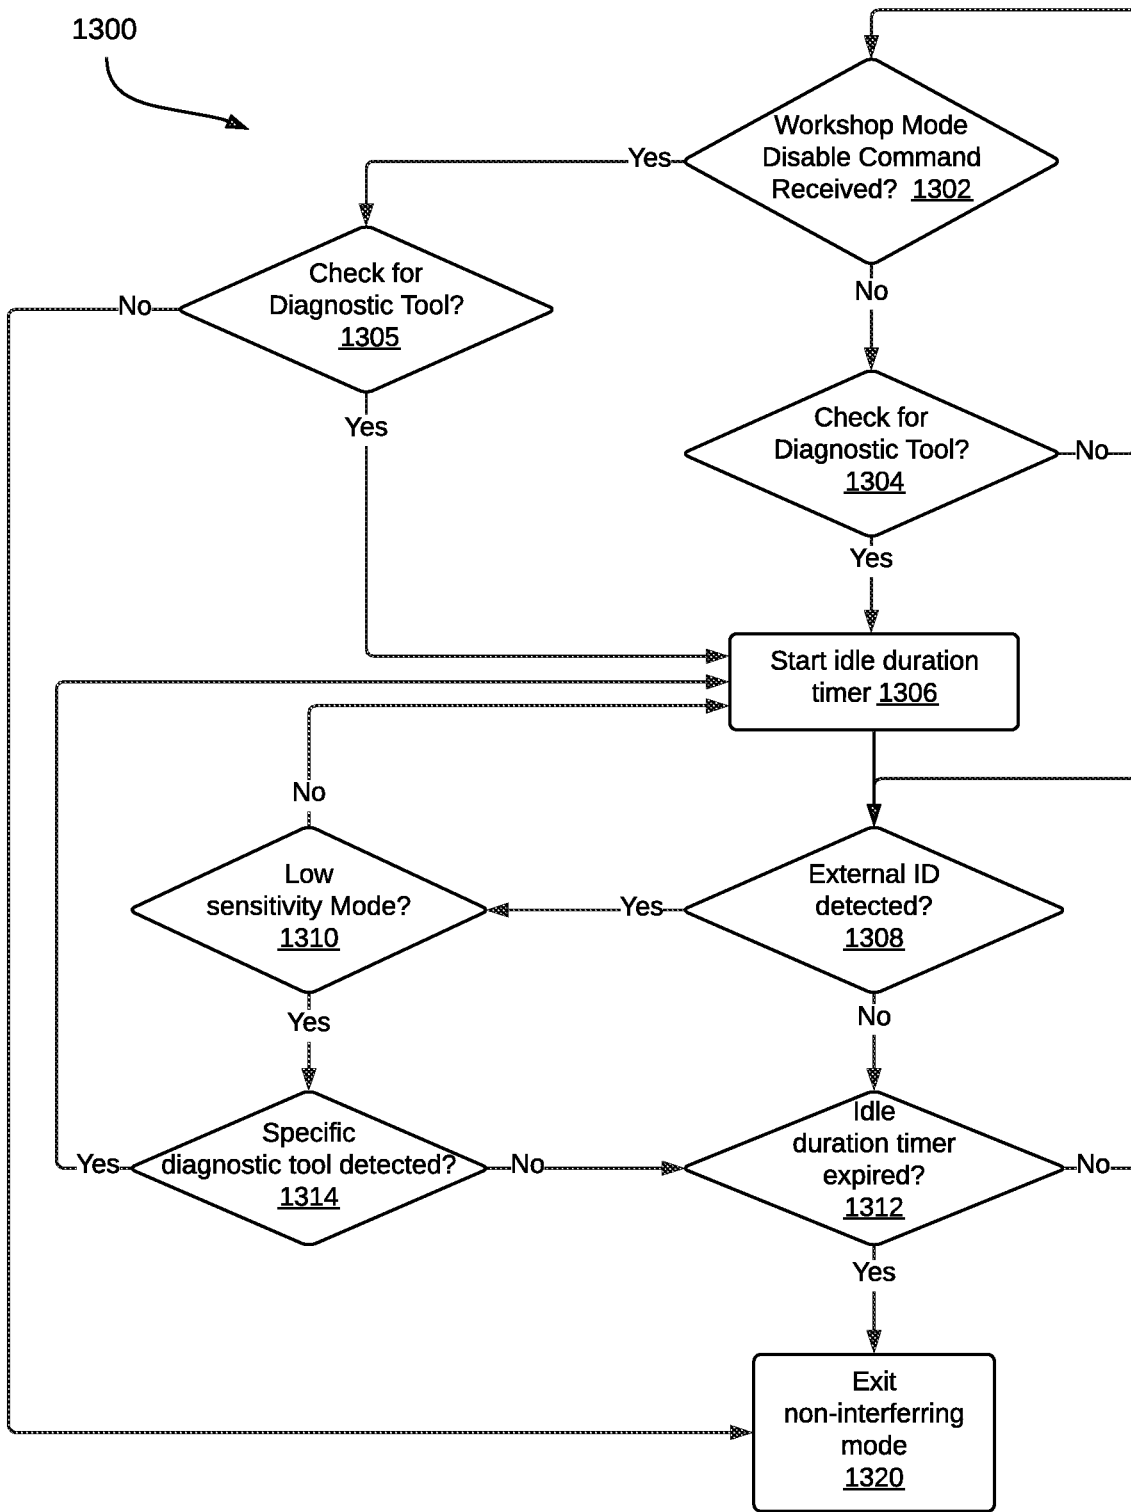 1300
Workshop Mode
Disable Command
Received? 1302
Yes
No
Check for
Diagnostic Tool?
1305
No
Yes
Check for
Diagnostic Tool?
1304
No
Yes
Start idle duration
timer 1306
No
Low
sensitivity Mode?
1310
Yes
External ID
detected?
1308
Yes
No
Specific
diagnostic tool detected?
1314
Yes
No
Idle
duration timer
expired?
1312
No
Yes
Exit
non-interferring
mode
1320